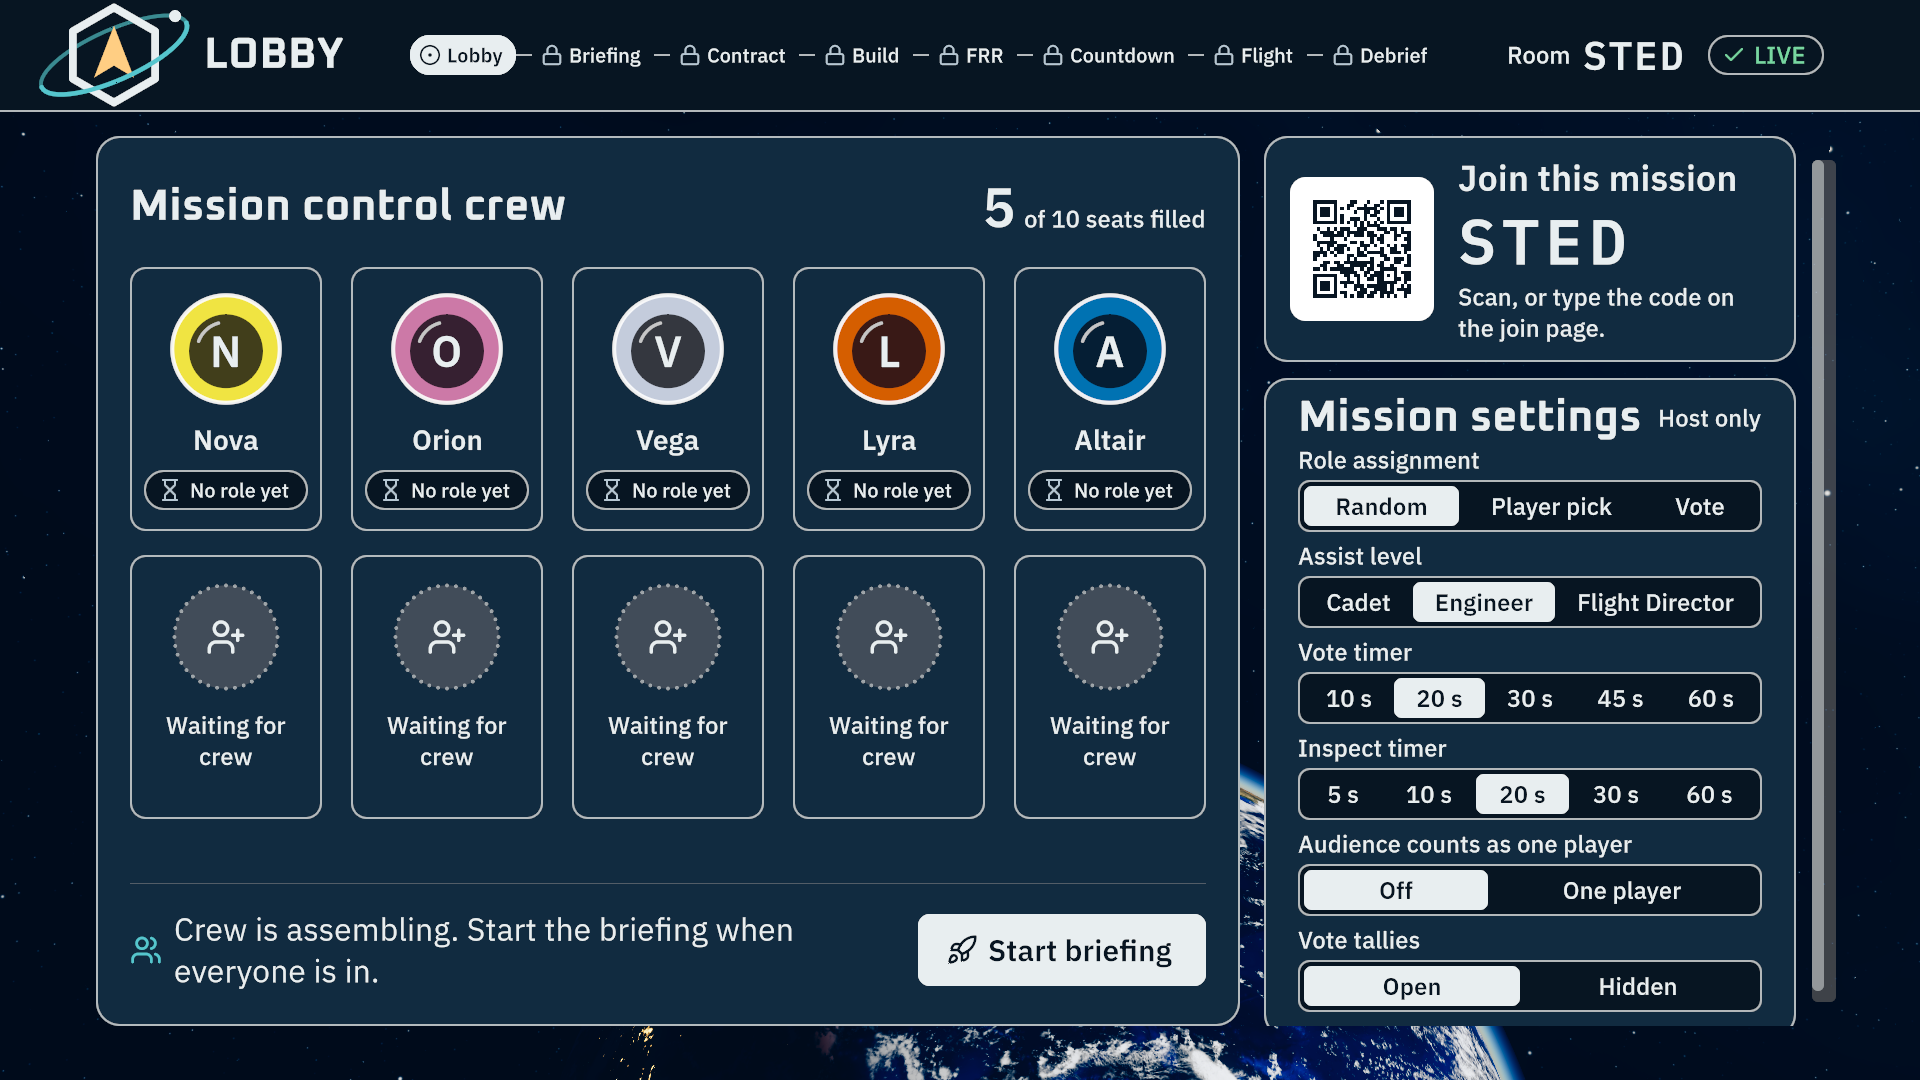 LOBBY
Lobby
Briefing
Contract
Build
FRR
Countdown
Flight
Debrief
Room STED
LIVE
Mission control crew
5 of 10 seats filled
N
O
V
L
A
Nova
Orion
Vega
Lyra
Altair
No role yet
No role yet
No role yet
No role yet
No role yet
Waiting for
crew
Waiting for
crew
Waiting for
crew
Waiting for
crew
Waiting for
crew
Crew is assembling. Start the briefing when
everyone is in.
Start briefing
Join this mission
STED
Scan, or type the code on
the join page.
Mission settings Host only
Role assignment
Random Player pick Vote
Assist level
Cadet Engineer Flight Director
Vote timer
10 s 20 s 30 s 45 s 60 s
Inspect timer
5 s 10 s 20 s 30 s 60 s
Audience counts as one player
Off One player
Vote tallies
Open Hidden